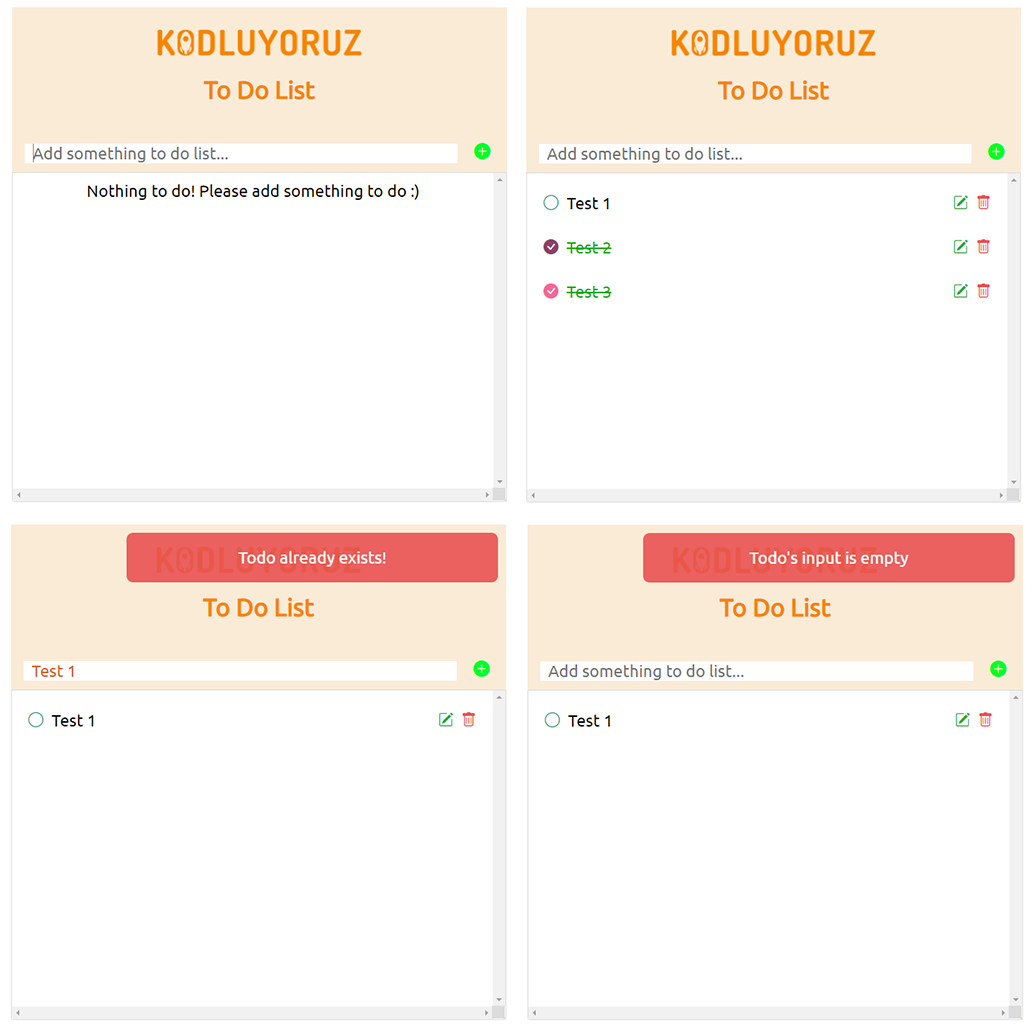 KODLUYORUZ
To Do List
Add something to do list...
Nothing to do! Please add something to do :)
KODLUYORUZ
To Do List
Add something to do list...
Test 1
Test 2
Test 3
KODLUYORUZ
Todo already exists!
To Do List
Test 1
Test 1
KODLUYORUZ
Todo's input is empty
To Do List
Add something to do list...
Test 1